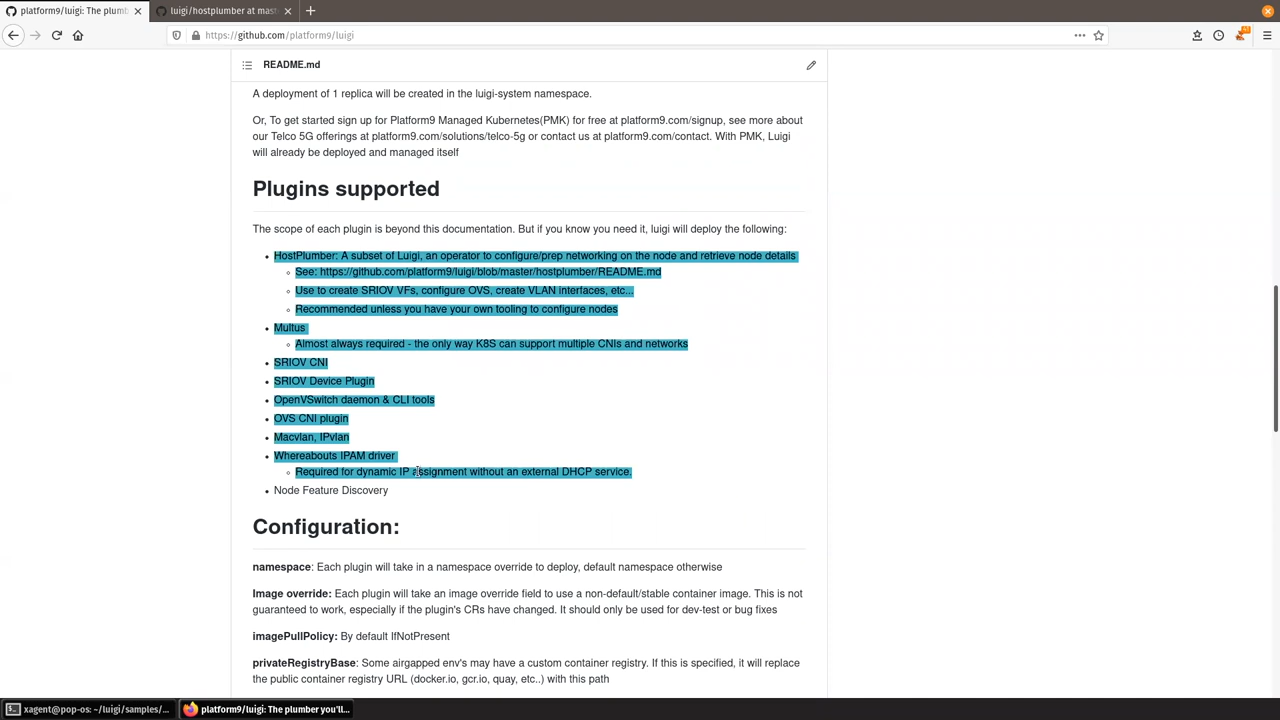 platform9/luigi: The plumb
luigi/hostplumber at mas
https://github.com/platform9/luigi
README.md
A deployment of 1 replica will be created in the luigi-system namespace.
Or, To get started sign up for Platform9 Managed Kubernetes(PMK) for free at platform9.com/signup, see more about
our Telco 5G offerings at platform9.com/solutions/telco-5g or contact us at platform9.com/contact. With PMK, Luigi
will already be deployed and managed itself
Plugins supported
The scope of each plugin is beyond this documentation. But if you know you need it, luigi will deploy the following:
HostPlumber: A subset of Luigi, an operator to configure/prep networking on the node and retrieve node details
See: https://github.com/platform9/luigi/blob/master/hostplumber/README.md
Use to create SRIOV VFs, configure OVS, create VLAN interfaces, etc...
Recommended unless you have your own tooling to configure nodes
Multus
Almost always required - the only way K8S can support multiple CNIs and networks
SRIOV CNI
SRIOV Device Plugin
OpenVSwitch daemon & CLI tools
OVS CNI plugin
Macvlan, IPvlan
Whereabouts IPAM driver
Required for dynamic IP assignment without an external DHCP service.
Node Feature Discovery
Configuration:
namespace: Each plugin will take in a namespace override to deploy, default namespace otherwise
Image override: Each plugin will take an image override field to use a non-default/stable container image. This is not
guaranteed to work, especially if the plugin's CRs have changed. It should only be used for dev-test or bug fixes
imagePullPolicy: By default IfNotPresent
privateRegistryBase: Some airgapped env's may have a custom container registry. If this is specified, it will replace
the public container registry URL (docker.io, gcr.io, quay, etc..) with this path
xagent@pop-os: ~/luigi/samples/...
platform9/luigi: The plumber you'll...